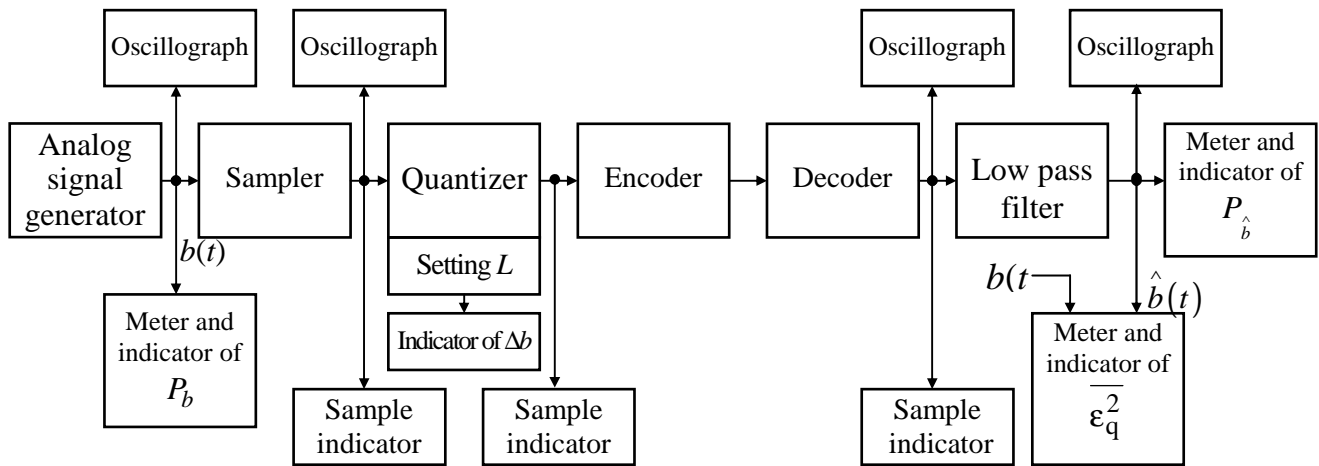 Oscillograph
Oscillograph
Oscillograph
Oscillograph
Analog
signal
generator
Sampler
Quantizer
Encoder
Decoder
Low pass
filter
Meter and
indicator of
P_b̂
b(t)
Setting L
b(t
b̂(t)
Indicator of Δb
Meter and
indicator of
P_b
Meter and
indicator of
\overline{ε_q^2}
Sample
indicator
Sample
indicator
Sample
indicator